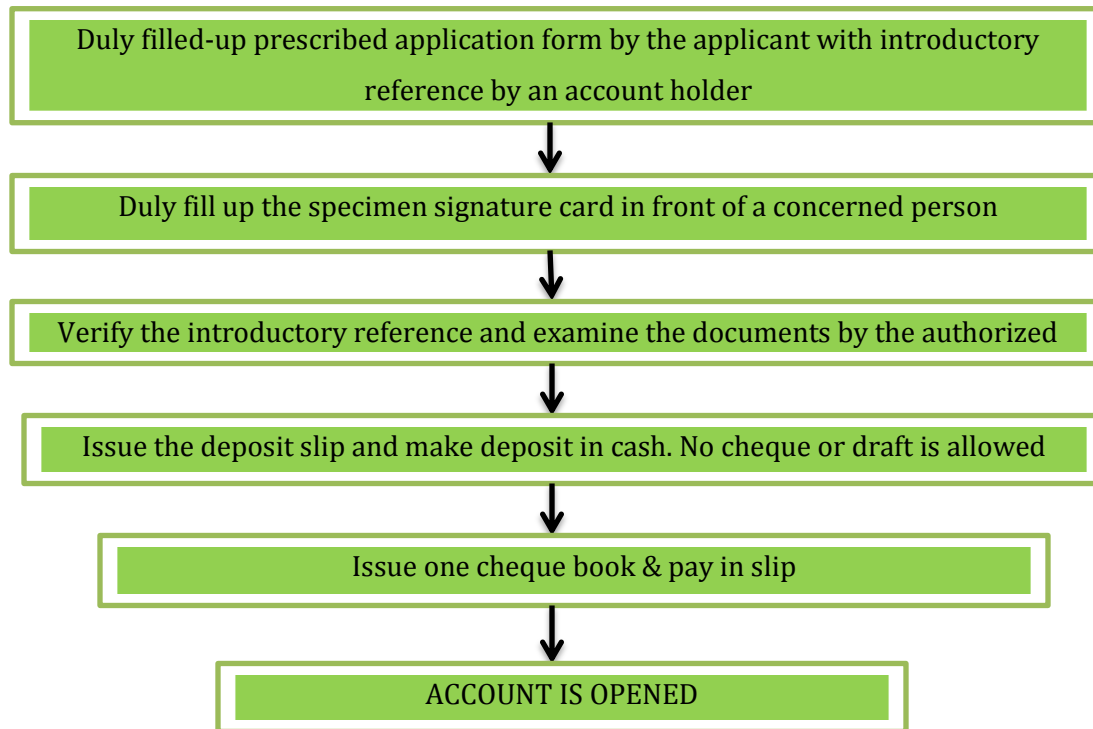 Duly filled-up prescribed application form by the applicant with introductory
reference by an account holder
Duly fill up the specimen signature card in front of a concerned person
Verify the introductory reference and examine the documents by the authorized
Issue the deposit slip and make deposit in cash. No cheque or draft is allowed
Issue one cheque book & pay in slip
ACCOUNT IS OPENED